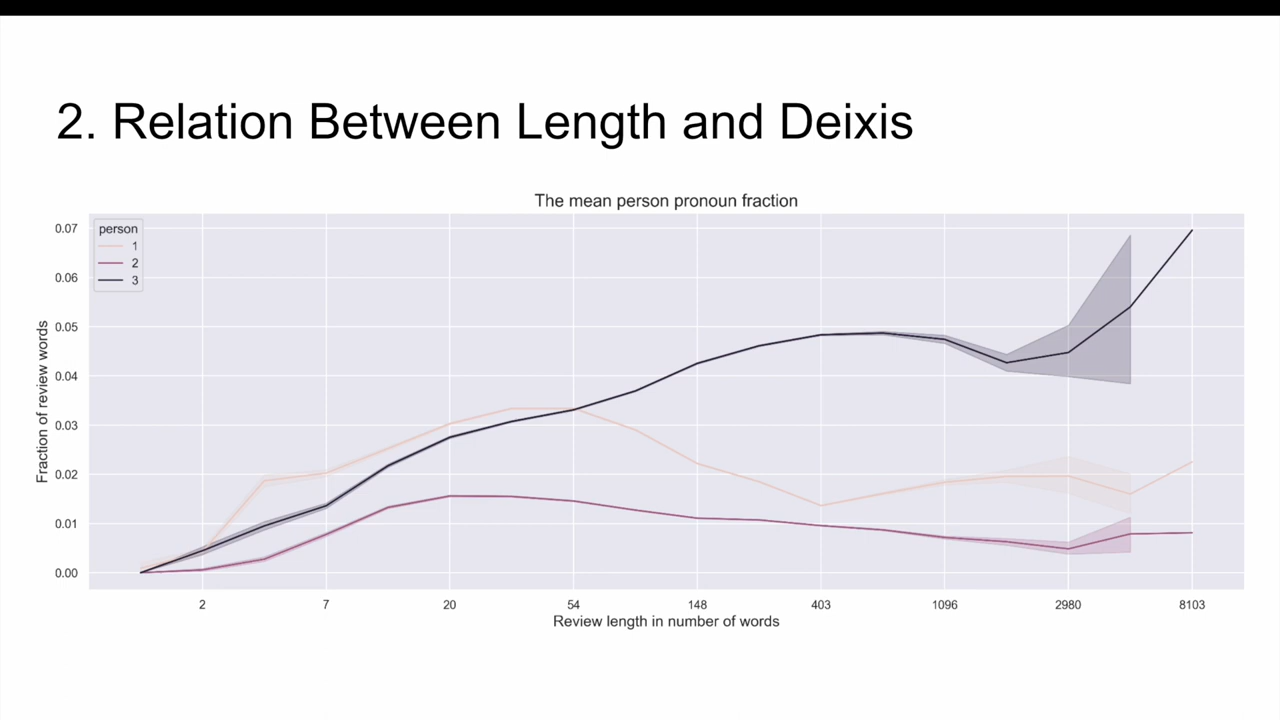 2. Relation Between Length and Deixis
The mean person pronoun fraction
person
1
2
3
0.07
0.06
0.05
0.04
0.03
0.02
0.01
0.00
Fraction of review words
2 7 20 54 148 403 1096 2980 8103
Review length in number of words